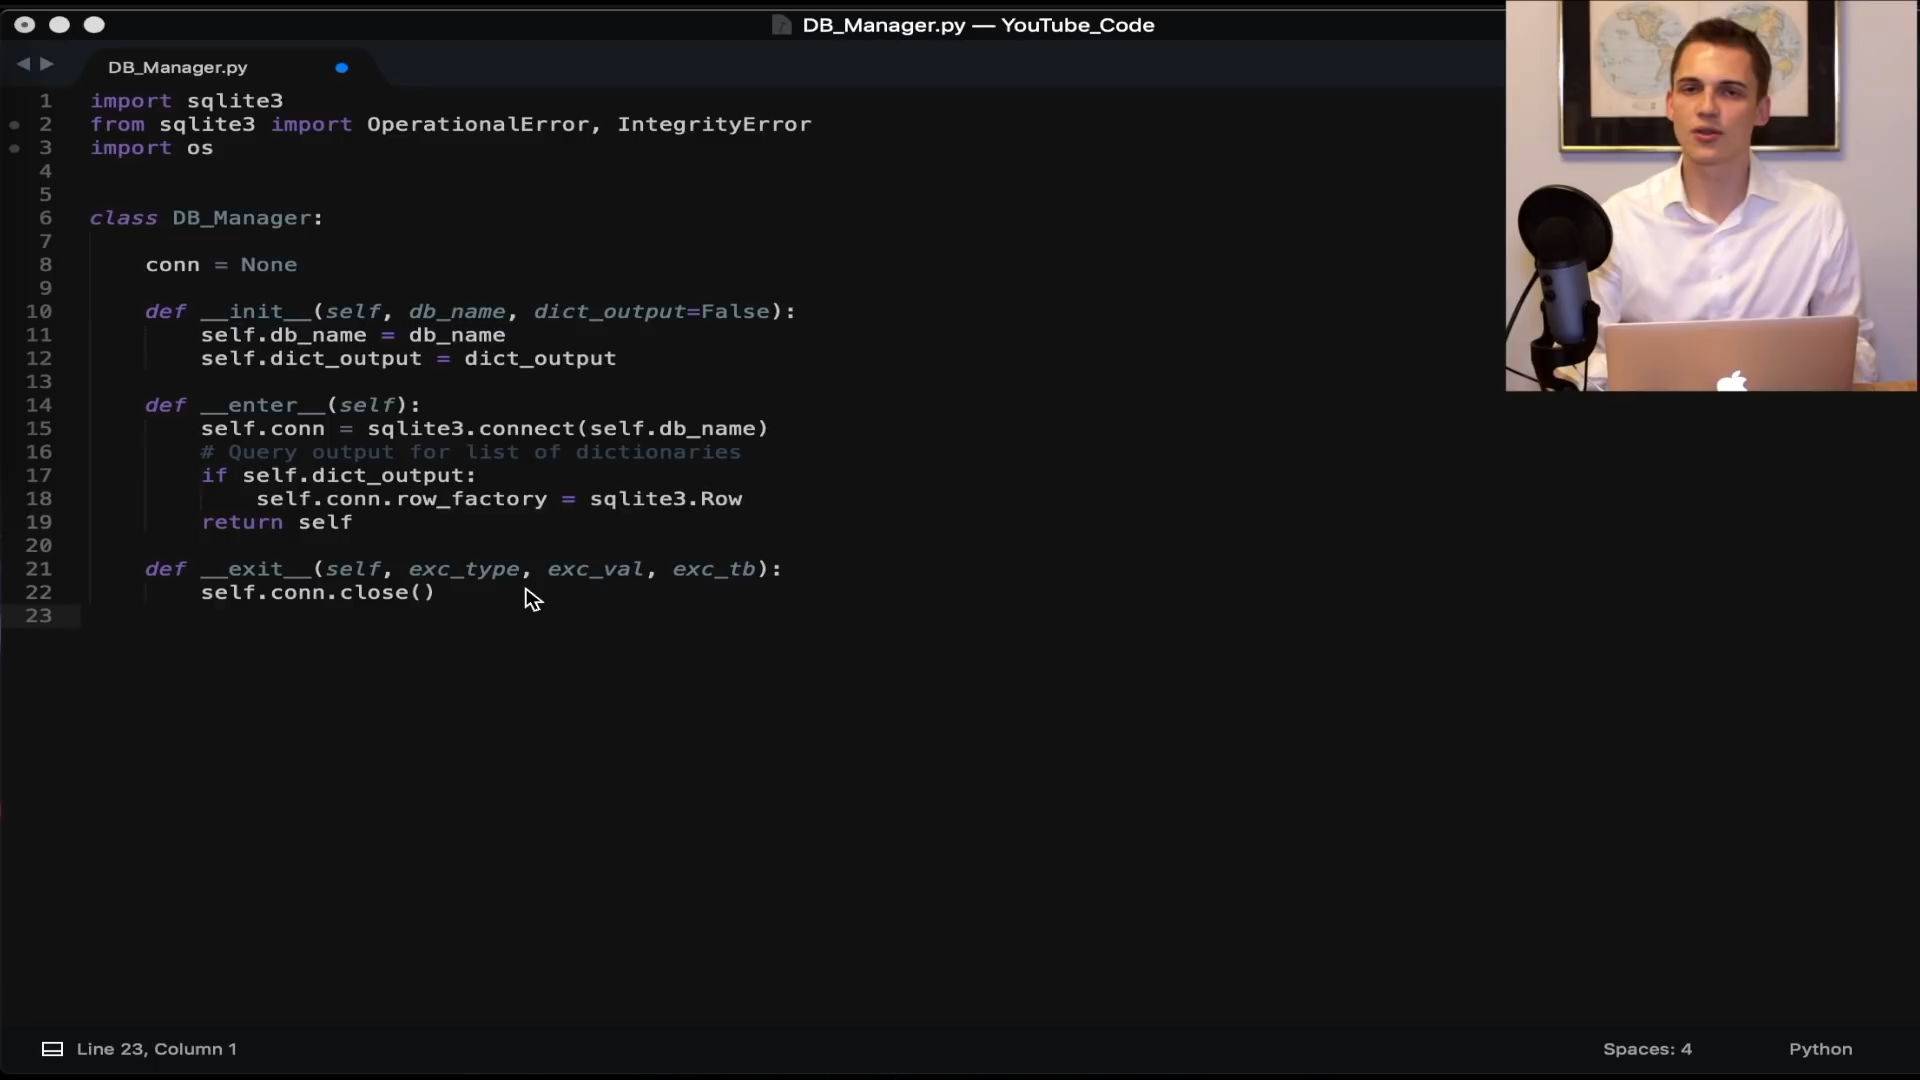 DB_Manager.py — YouTube_Code
DB_Manager.py
1 import sqlite3
2 from sqlite3 import OperationalError, IntegrityError
3 import os
4
5
6 class DB_Manager:
7
8 conn = None
9
10 def __init__(self, db_name, dict_output=False):
11 self.db_name = db_name
12 self.dict_output = dict_output
13
14 def __enter__(self):
15 self.conn = sqlite3.connect(self.db_name)
16 # Query output for list of dictionaries
17 if self.dict_output:
18 self.conn.row_factory = sqlite3.Row
19 return self
20
21 def __exit__(self, exc_type, exc_val, exc_tb):
22 self.conn.close()
23
Line 23, Column 1
Spaces: 4
Python